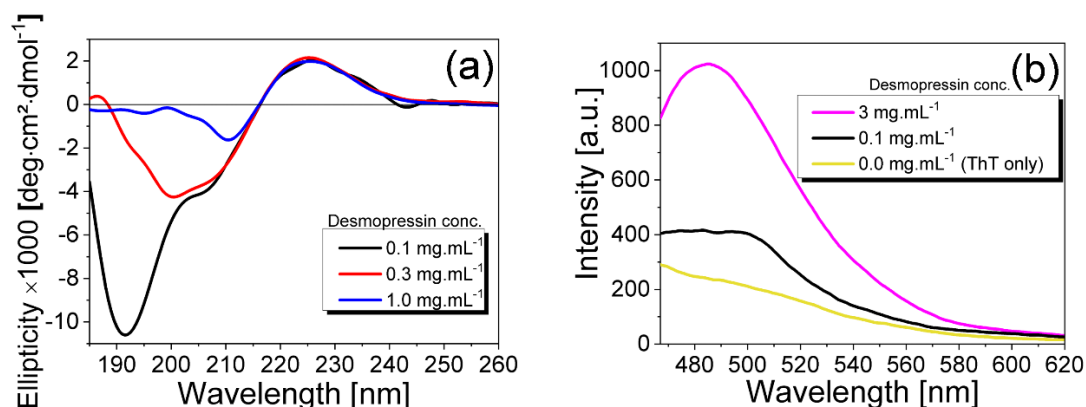 Ellipticity ×1000 [deg·cm²·dmol⁻¹]
2
0
-2
-4
-6
-8
-10
(a)
Desmopressin conc.
0.1 mg.mL⁻¹
0.3 mg.mL⁻¹
1.0 mg.mL⁻¹
190 200 210 220 230 240 250 260
Wavelength [nm]
Intensity [a.u.]
1000
800
600
400
200
0
(b)
Desmopressin conc.
3 mg.mL⁻¹
0.1 mg.mL⁻¹
0.0 mg.mL⁻¹ (ThT only)
480 500 520 540 560 580 600 620
Wavelength [nm]